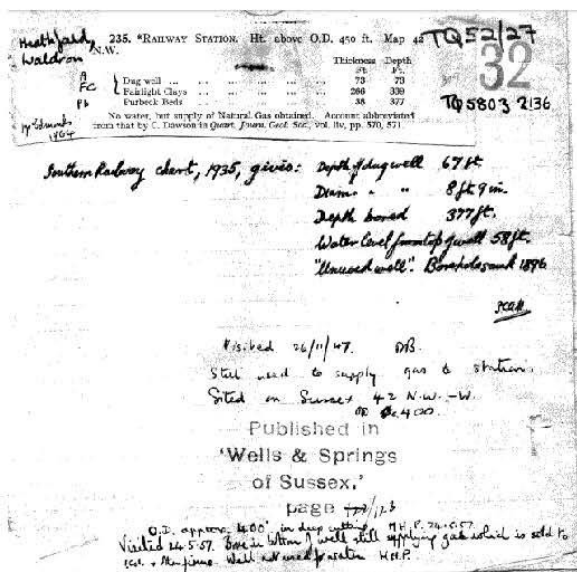 Heathfield,
Waldron
235. *RAILWAY STATION. Ht. above O.D. 450 ft. Map 42
N.W.
TQ52/27
32
Thickness Depth
Ft. Ft.
A Dug well ... 73 73
FC Fairlight Clays ... 266 339
Pb Purbeck Beds ... 38 377
No water, but supply of Natural Gas obtained. Account abbreviated
from that by C. Dawson in Quart. Journ. Geol. Soc., vol. liv, pp. 570, 571.
TQ 5803 2136
Southern Railway chart, 1935, gives: Depth of dug well 67 ft.
Diam. " " 8 ft 9 in.
Depth bored 377 ft.
Water level from top of well 58 ft.
"Unused well". Borehole sunk 1896
Visited 26/11/47.
Still used to supply gas to station.
Sited on Sussex 42 N.W. -W.
OD 400.
Published in
'Wells & Springs
of Sussex,'
page 123
O.D. approx. 400' in deep cutting. M.H.P. 24.5.57.
Visited 24.5.57. Bore in bottom of well still supplying gas which is sold to
Well not used for water H.H.P.